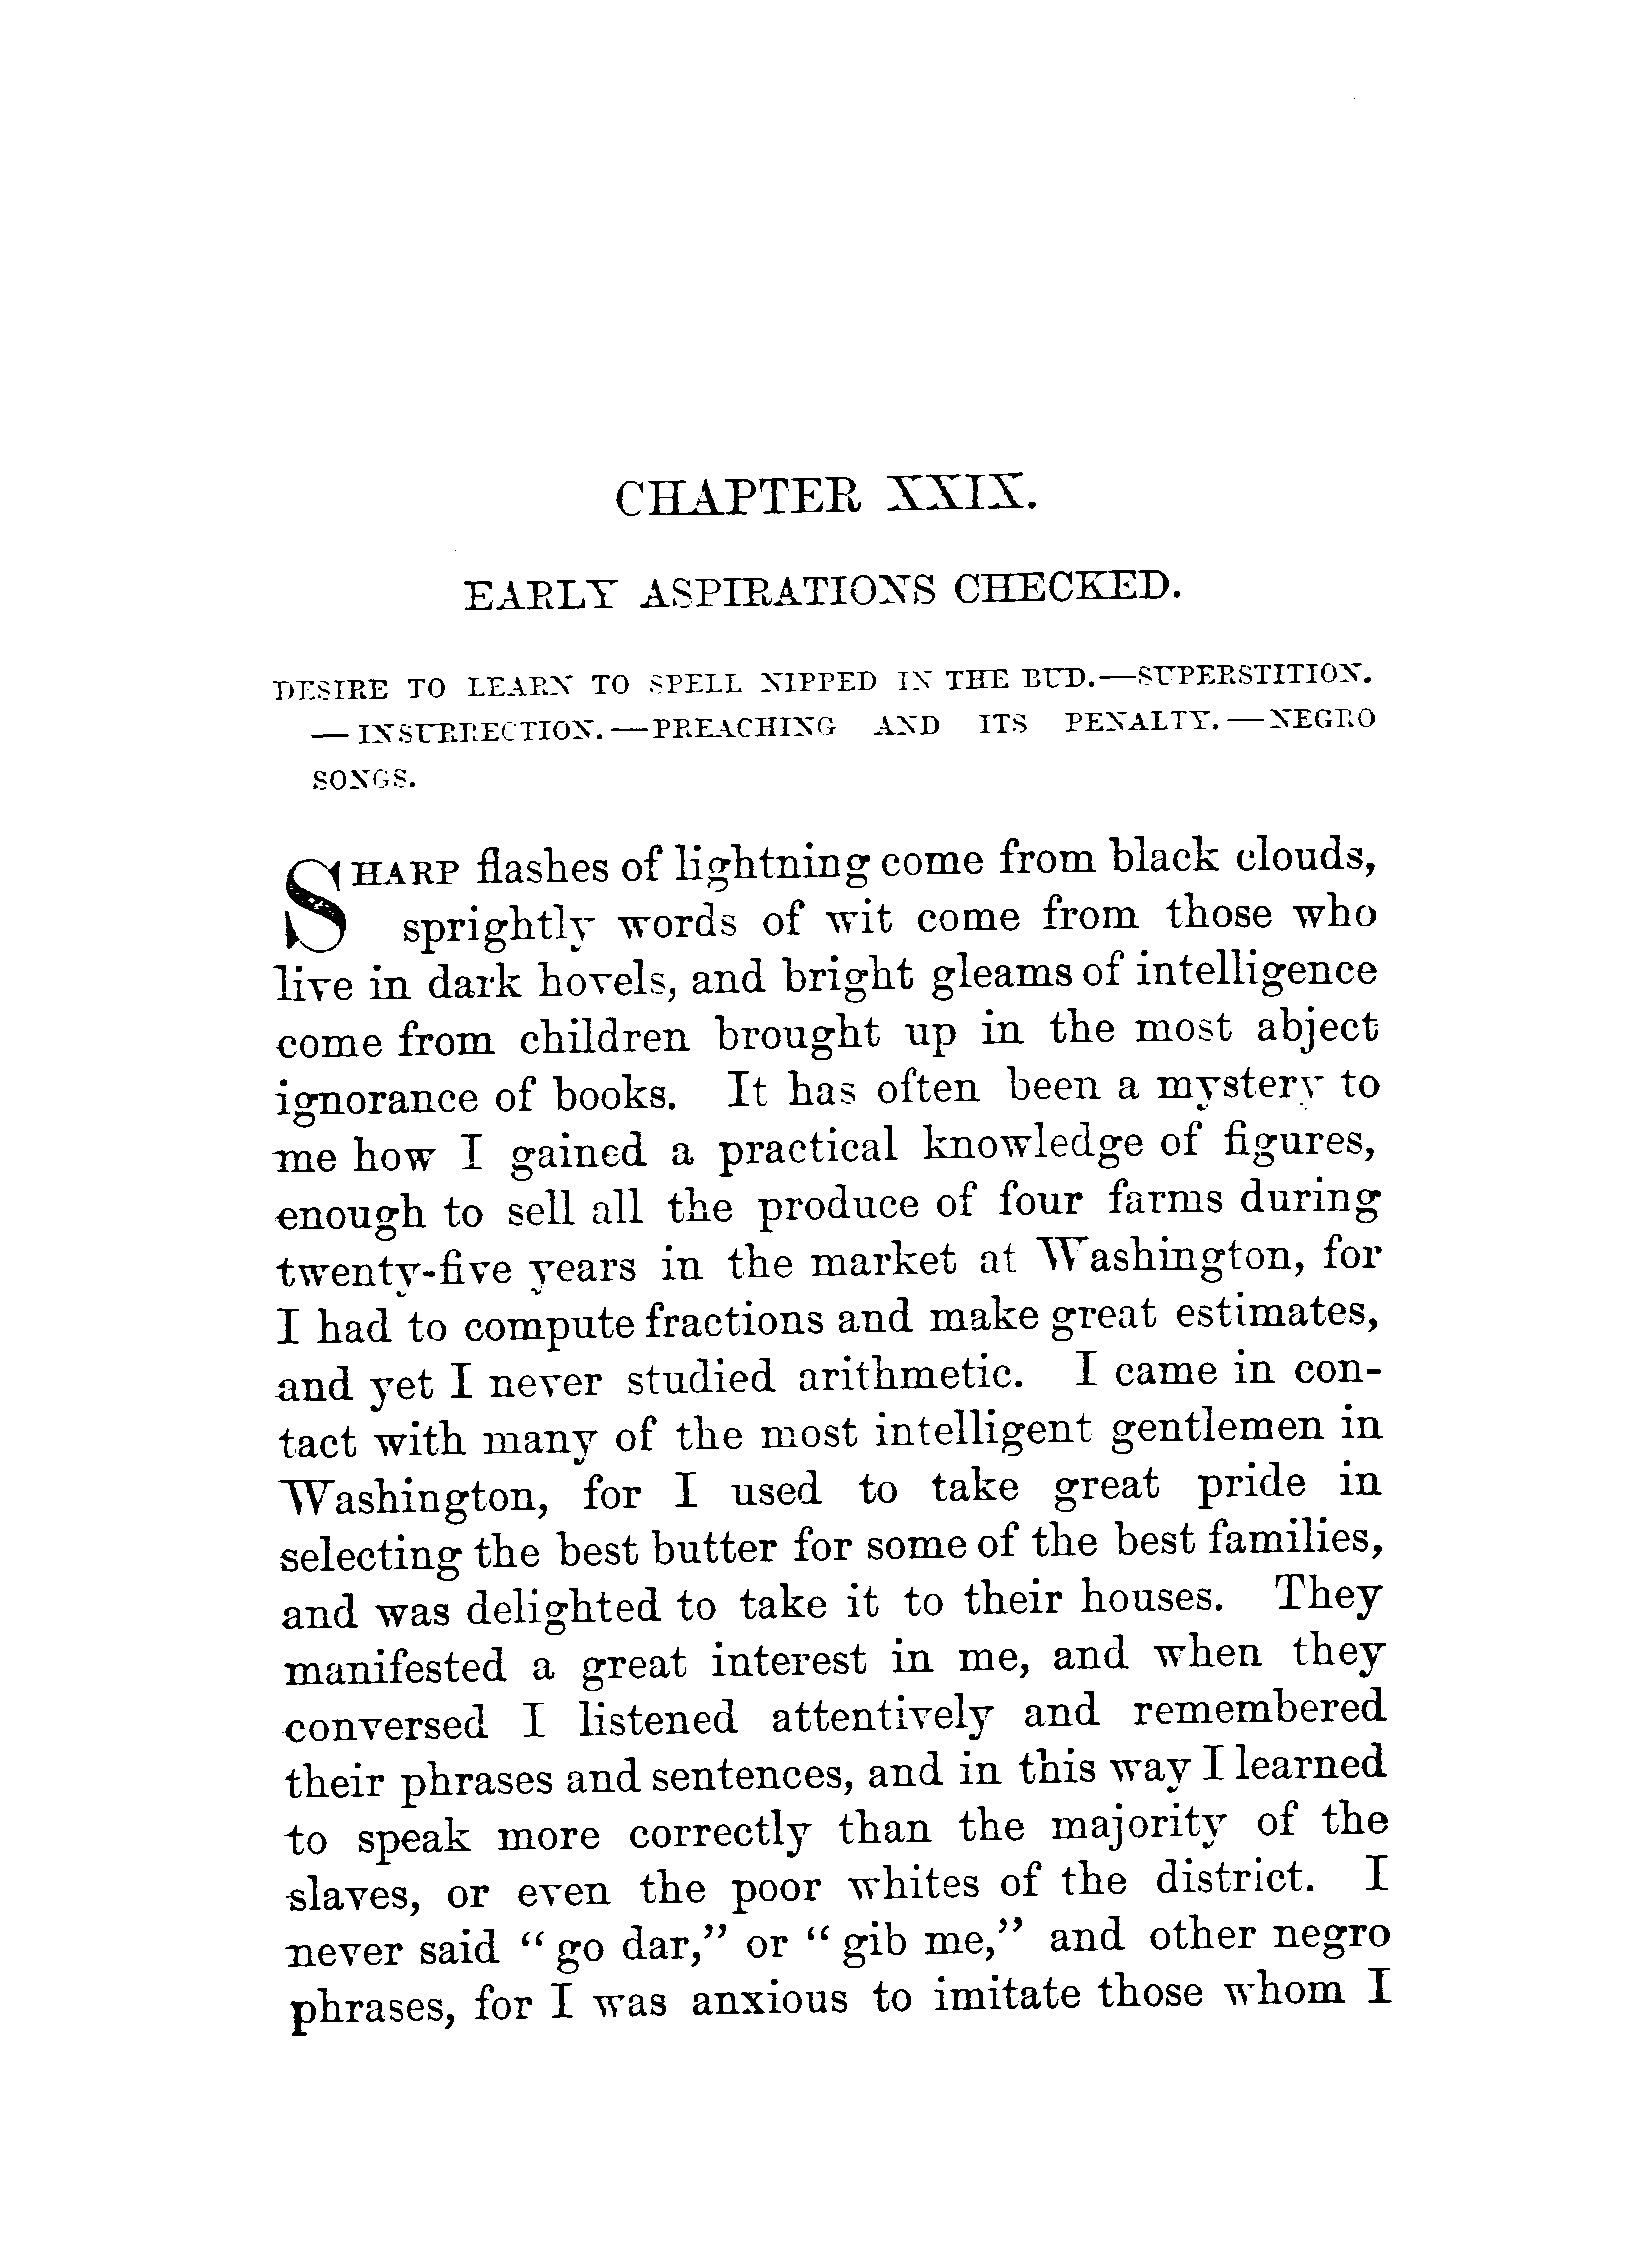 CHAPTER XXIX.
EARLY ASPIRATIONS CHECKED.
DESIRE TO LEARN TO SPELL NIPPED IN THE BUD.—SUPERSTITION.
— INSURRECTION. — PREACHING AND ITS PENALTY. — NEGRO
SONGS.
SHARP flashes of lightning come from black clouds,
sprightly words of wit come from those who
live in dark hovels, and bright gleams of intelligence
come from children brought up in the most abject
ignorance of books. It has often been a mystery to
me how I gained a practical knowledge of figures,
enough to sell all the produce of four farms during
twenty-five years in the market at Washington, for
I had to compute fractions and make great estimates,
and yet I never studied arithmetic. I came in con-
tact with many of the most intelligent gentlemen in
Washington, for I used to take great pride in
selecting the best butter for some of the best families,
and was delighted to take it to their houses. They
manifested a great interest in me, and when they
conversed I listened attentively and remembered
their phrases and sentences, and in this way I learned
to speak more correctly than the majority of the
slaves, or even the poor whites of the district. I
never said “ go dar,” or “ gib me,” and other negro
phrases, for I was anxious to imitate those whom I